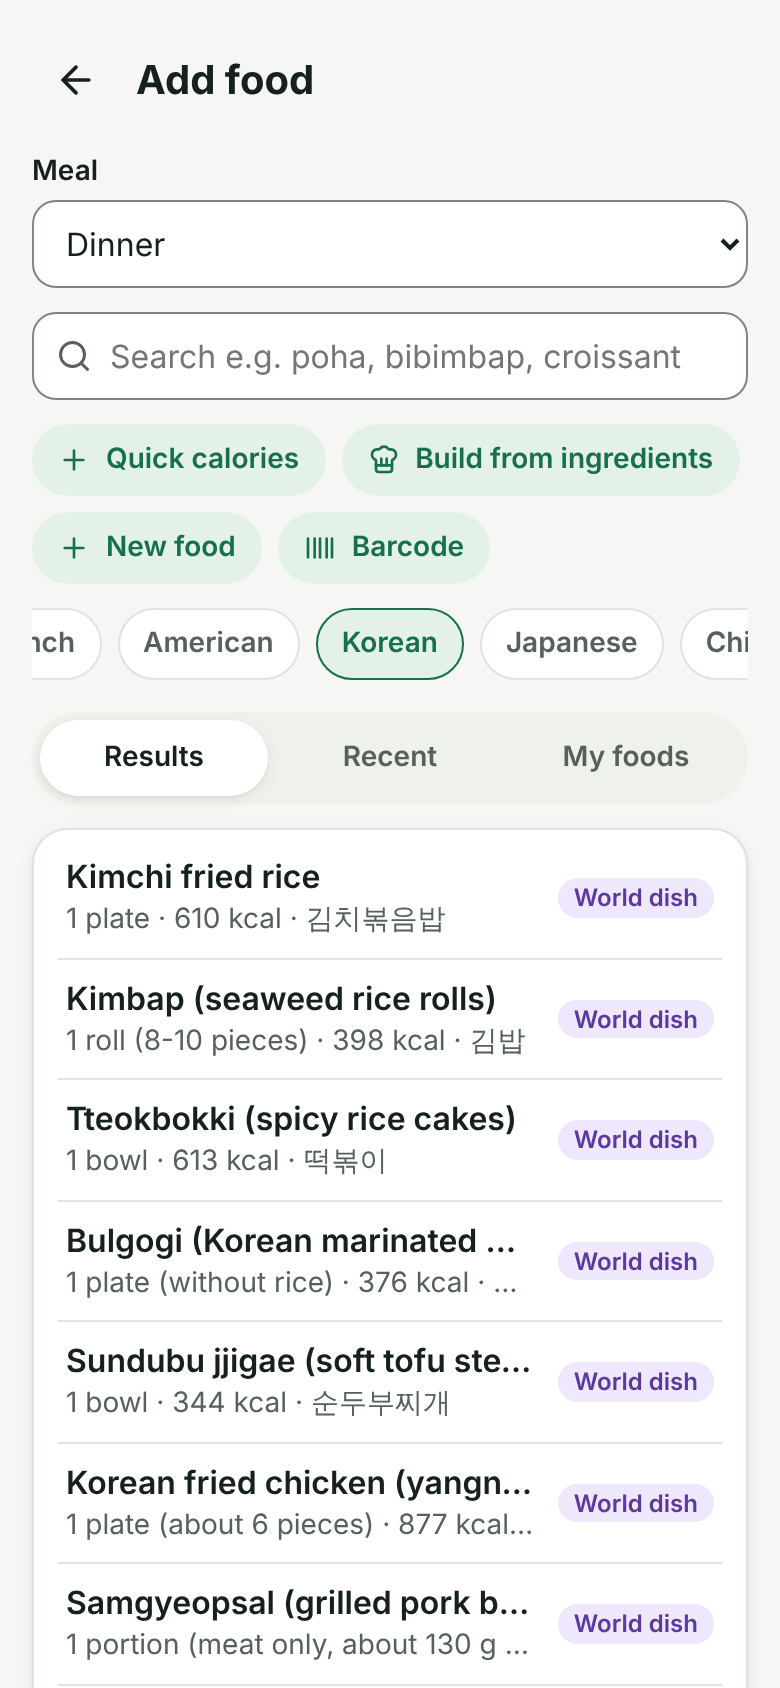 Add food
Meal
Dinner
Search e.g. poha, bibimbap, croissant
Quick calories
Build from ingredients
New food
Barcode
nch
American
Korean
Japanese
Chi
Results
Recent
My foods
Kimchi fried rice
1 plate · 610 kcal · 김치볶음밥
World dish
Kimbap (seaweed rice rolls)
1 roll (8-10 pieces) · 398 kcal · 김밥
World dish
Tteokbokki (spicy rice cakes)
1 bowl · 613 kcal · 떡볶이
World dish
Bulgogi (Korean marinated ...
1 plate (without rice) · 376 kcal · ...
World dish
Sundubu jjigae (soft tofu ste...
1 bowl · 344 kcal · 순두부찌개
World dish
Korean fried chicken (yangn...
1 plate (about 6 pieces) · 877 kcal...
World dish
Samgyeopsal (grilled pork b...
1 portion (meat only, about 130 g ...
World dish